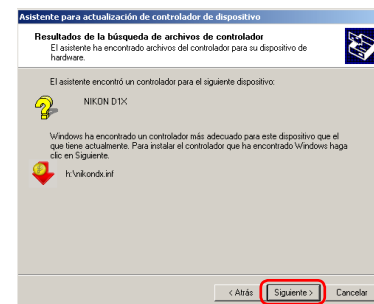 Asistente para actualización de controlador de dispositivo
Resultados de la búsqueda de archivos de controlador
El asistente ha encontrado archivos del controlador para su dispositivo de
hardware.
El asistente encontró un controlador para el siguiente dispositivo:
NIKON D1X
Windows ha encontrado un controlador más adecuado para este dispositivo que el
que tiene actualmente. Para instalar el controlador que ha encontrado Windows haga
clic en Siguiente.
h:\nikondx.inf
< Atrás
Siguiente >
Cancelar